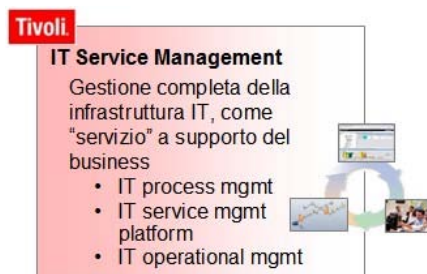 Tivoli.
IT Service Management
Gestione completa della
infrastruttura IT, come
“servizio” a supporto del
business
• IT process mgmt
• IT service mgmt
platform
• IT operational mgmt